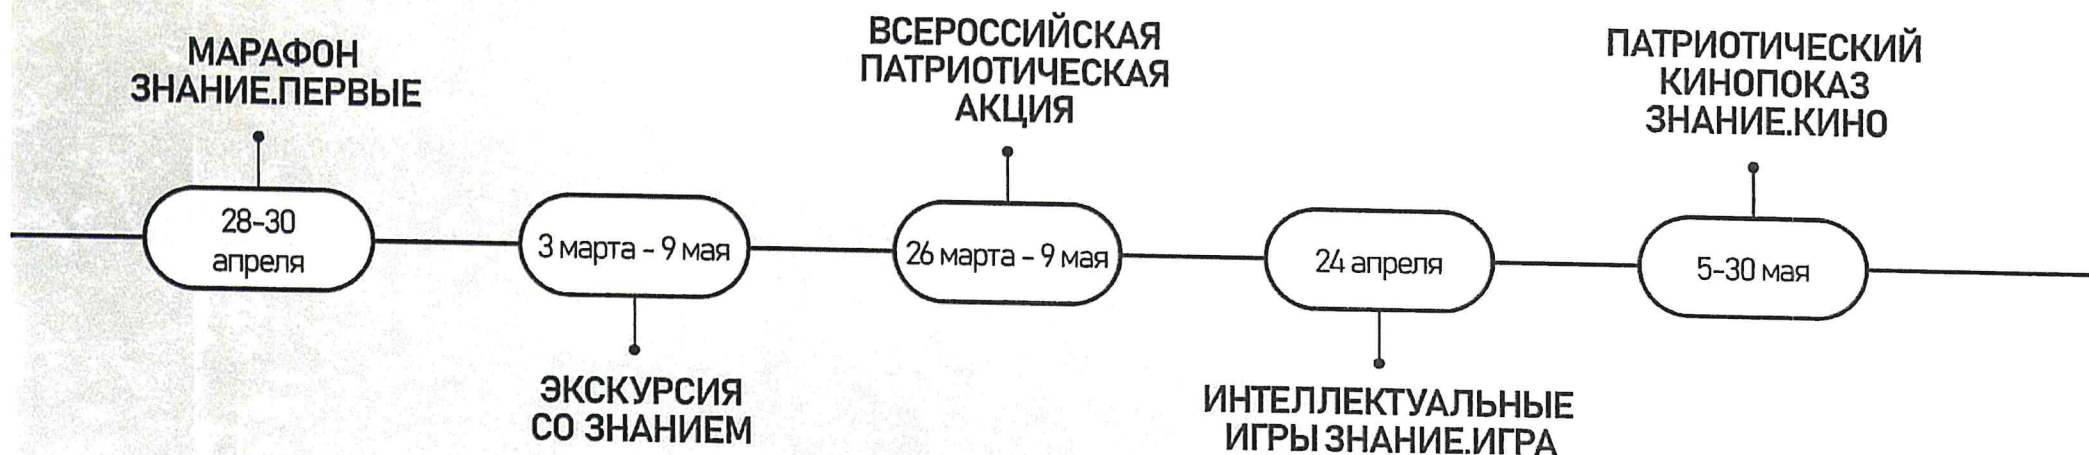 МАРАФОН
ЗНАНИЕ.ПЕРВЫЕ
28-30
апреля
3 марта - 9 мая
ЭКСКУРСИЯ
СО ЗНАНИЕМ
ВСЕРОССИЙСКАЯ
ПАТРИОТИЧЕСКАЯ
АКЦИЯ
26 марта - 9 мая
24 апреля
ИНТЕЛЛЕКТУАЛЬНЫЕ
ИГРЫ ЗНАНИЕ.ИГРА
ПАТРИОТИЧЕСКИЙ
КИНОПОКАЗ
ЗНАНИЕ.КИНО
5-30 мая